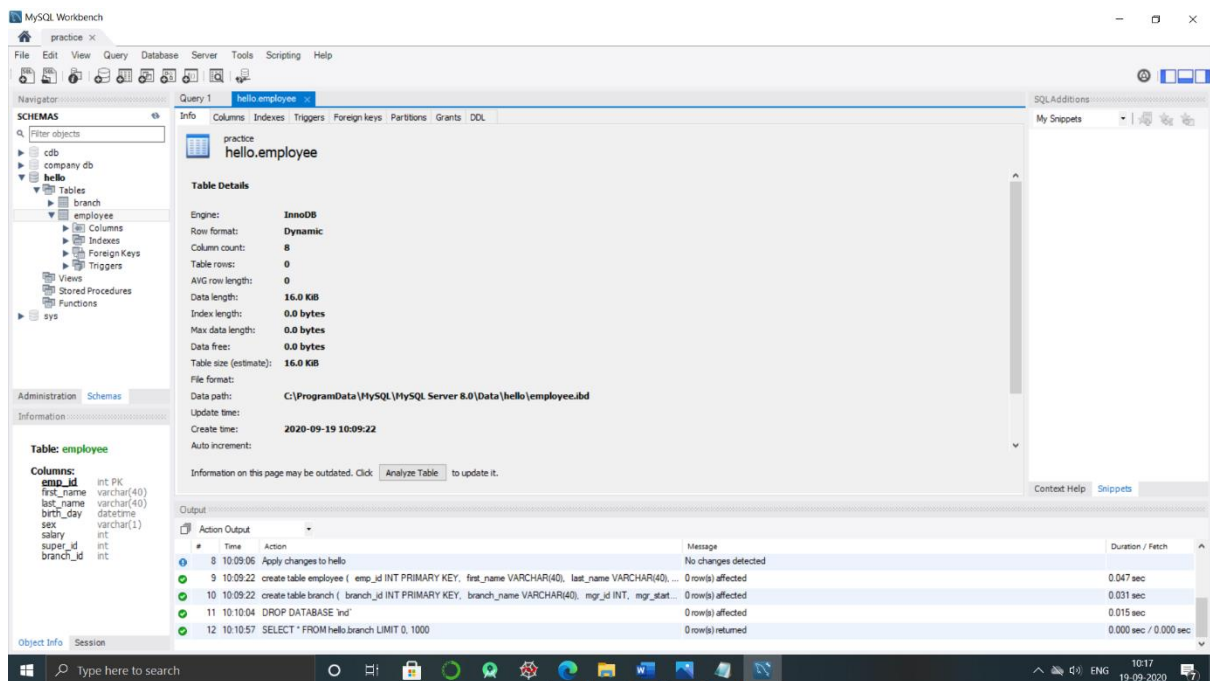 MySQL Workbench
practice ×
File Edit View Query Database Server Tools Scripting Help
Navigator
SCHEMAS
Filter objects
cdb
company db
hello
Tables
branch
employee
Columns
Indexes
Foreign Keys
Triggers
Views
Stored Procedures
Functions
sys
Administration Schemas
Information
Table: employee
Columns:
emp_id int PK
first_name varchar(40)
last_name varchar(40)
birth_day datetime
sex varchar(1)
salary int
super_id int
branch_id int
Object Info Session
Query 1 hello.employee ×
Info Columns Indexes Triggers Foreign keys Partitions Grants DDL
practice
hello.employee
Table Details
Engine: InnoDB
Row format: Dynamic
Column count: 8
Table rows: 0
AVG row length: 0
Data length: 16.0 KiB
Index length: 0.0 bytes
Max data length: 0.0 bytes
Data free: 0.0 bytes
Table size (estimate): 16.0 KiB
File format:
Data path: C:\ProgramData\MySQL\MySQL Server 8.0\Data\hello\employee.ibd
Update time:
Create time: 2020-09-19 10:09:22
Auto increment:
Information on this page may be outdated. Click Analyze Table to update it.
SQLAdditions
My Snippets
Context Help Snippets
Output
Action Output
# Time Action Message Duration / Fetch
8 10:09:06 Apply changes to hello No changes detected
9 10:09:22 create table employee ( emp_id INT PRIMARY KEY, first_name VARCHAR(40), last_name VARCHAR(40), ... 0 row(s) affected 0.047 sec
10 10:09:22 create table branch ( branch_id INT PRIMARY KEY, branch_name VARCHAR(40), mgr_id INT, mgr_start... 0 row(s) affected 0.031 sec
11 10:10:04 DROP DATABASE `ind` 0 row(s) affected 0.015 sec
12 10:10:57 SELECT * FROM hello.branch LIMIT 0, 1000 0 row(s) returned 0.000 sec / 0.000 sec
Type here to search
ENG
10:17
19-09-2020